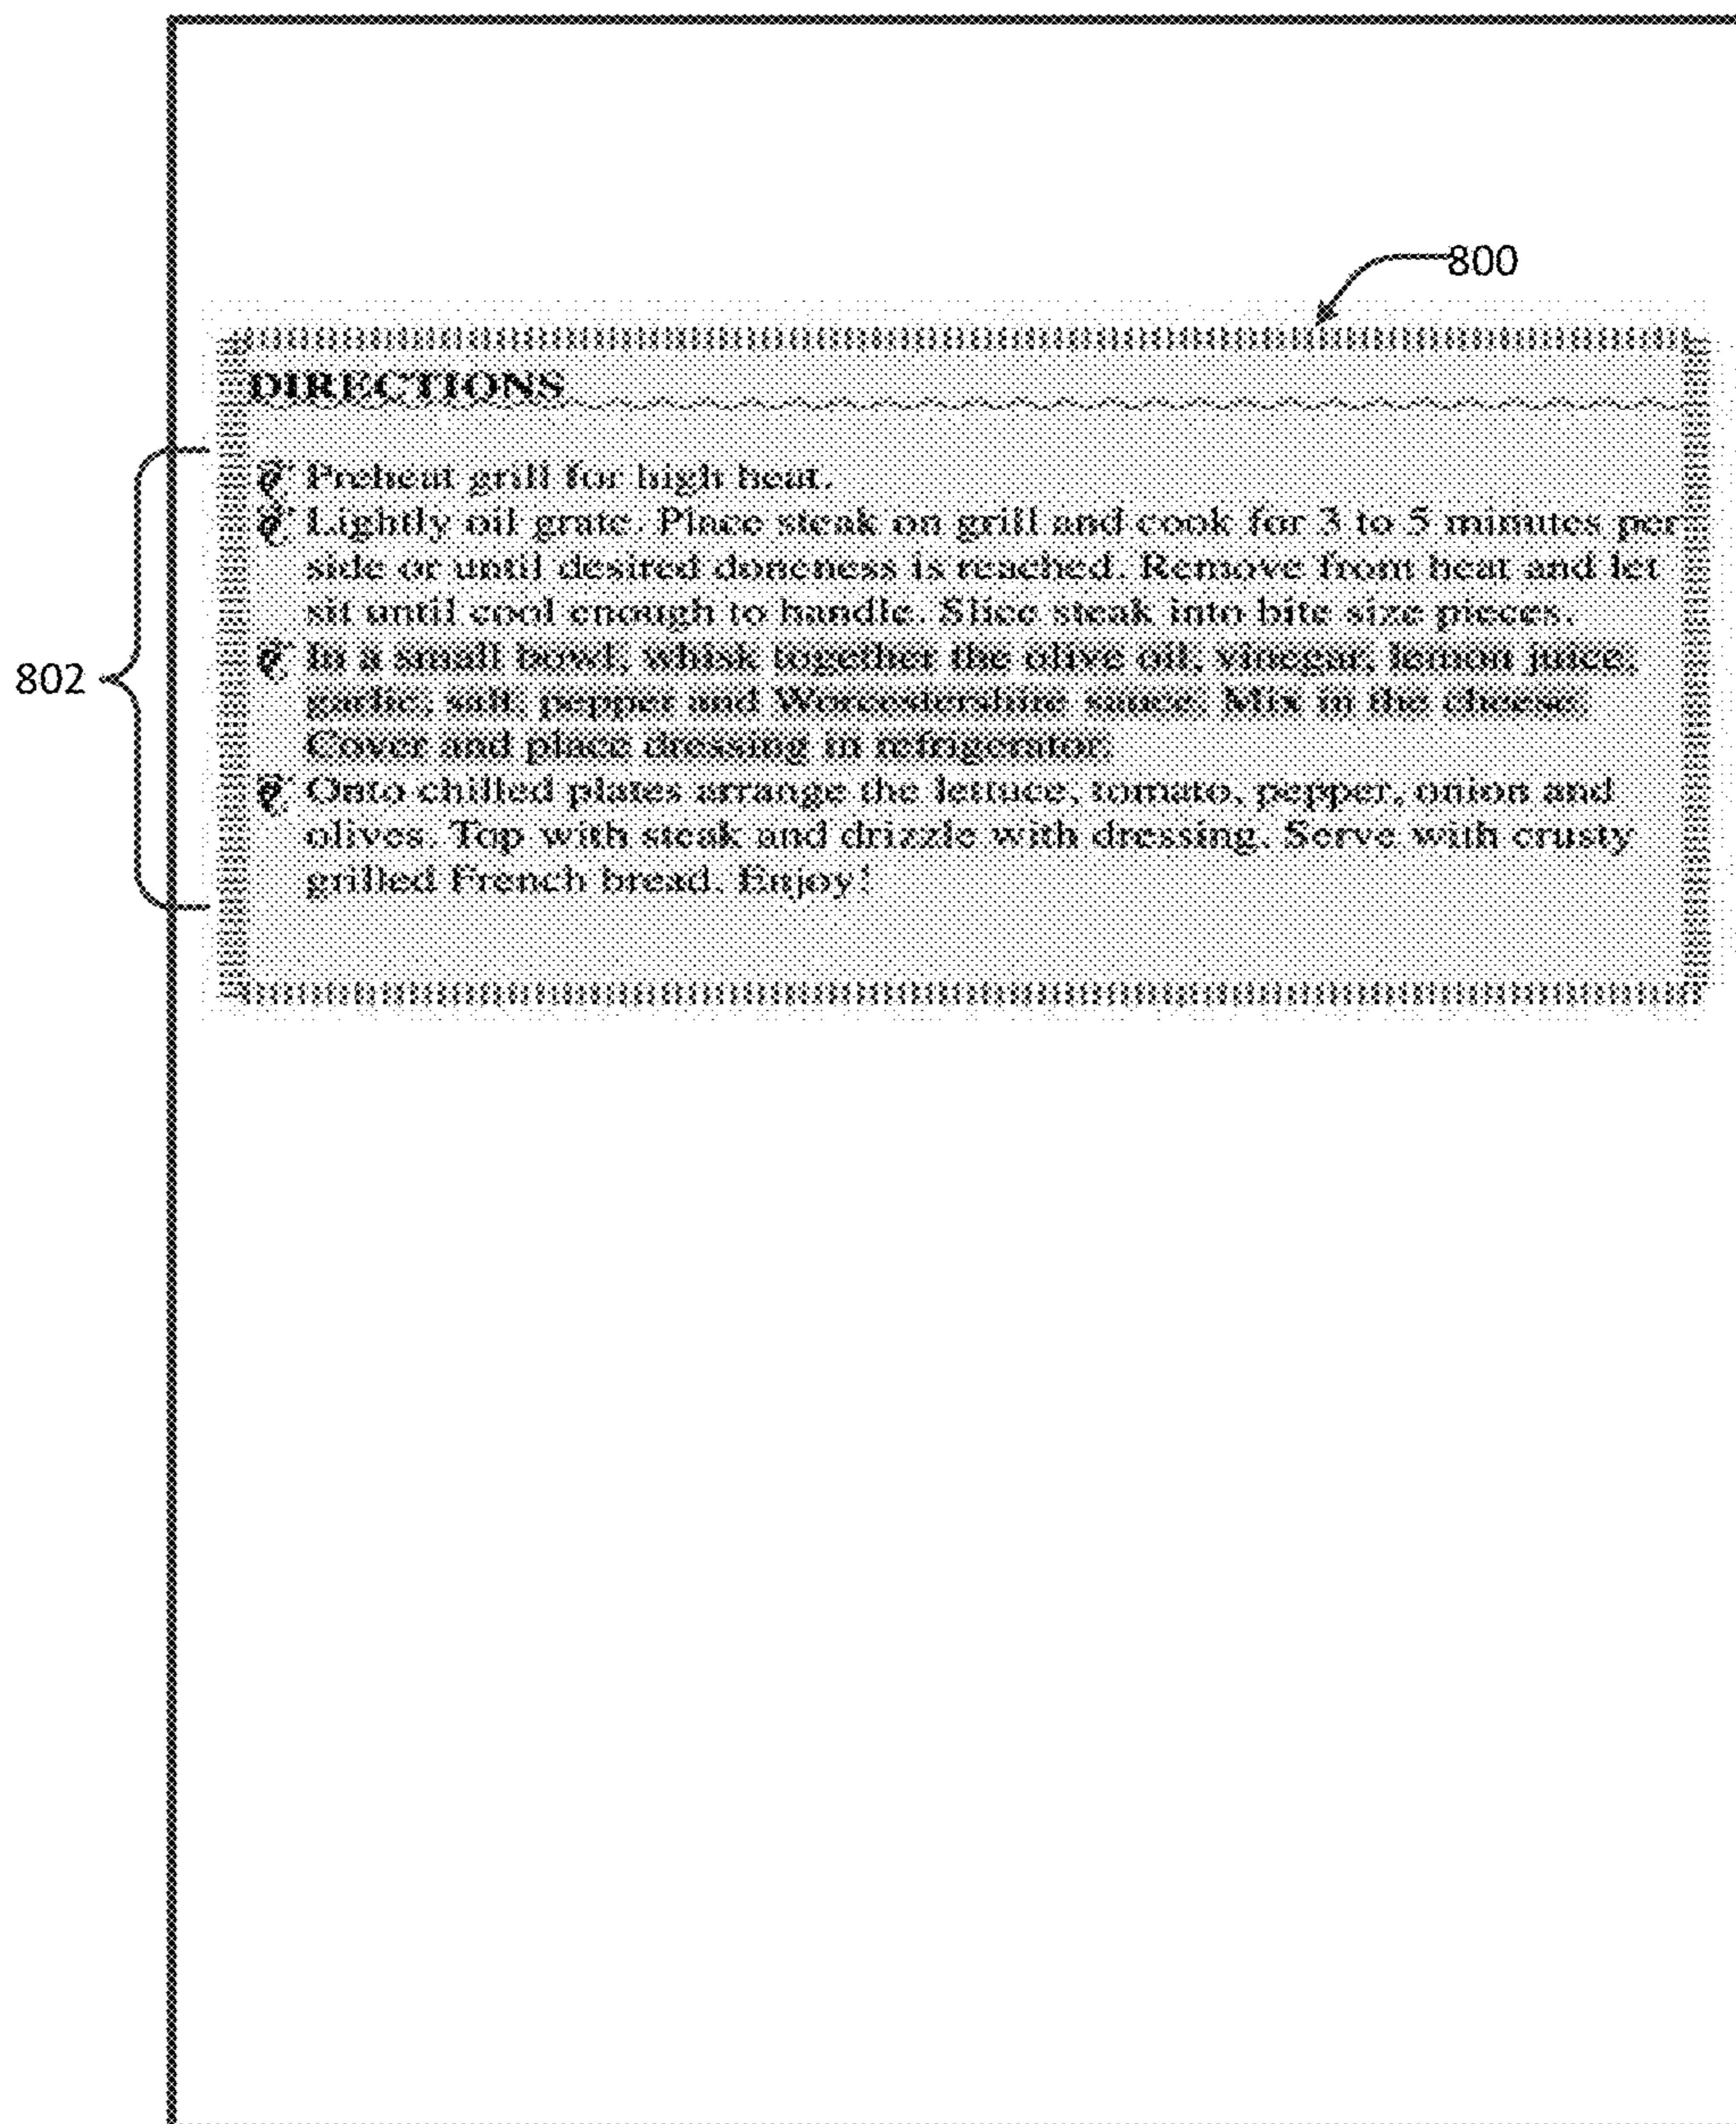 800
DIRECTIONS
Preheat grill for high heat.
Lightly oil grate. Place steak on grill and cook for 3 to 5 minutes per
side or until desired doneness is reached. Remove from heat and let
sit until cool enough to handle. Slice steak into bite size pieces.
802
In a small bowl, whisk together the olive oil, vinegar, lemon juice,
garlic, salt, pepper and Worcestershire sauce. Mix in the cheese.
Cover and place dressing in refrigerator.
Onto chilled plates arrange the lettuce, tomato, pepper, onion and
olives. Top with steak and drizzle with dressing. Serve with crusty
grilled French bread. Enjoy!